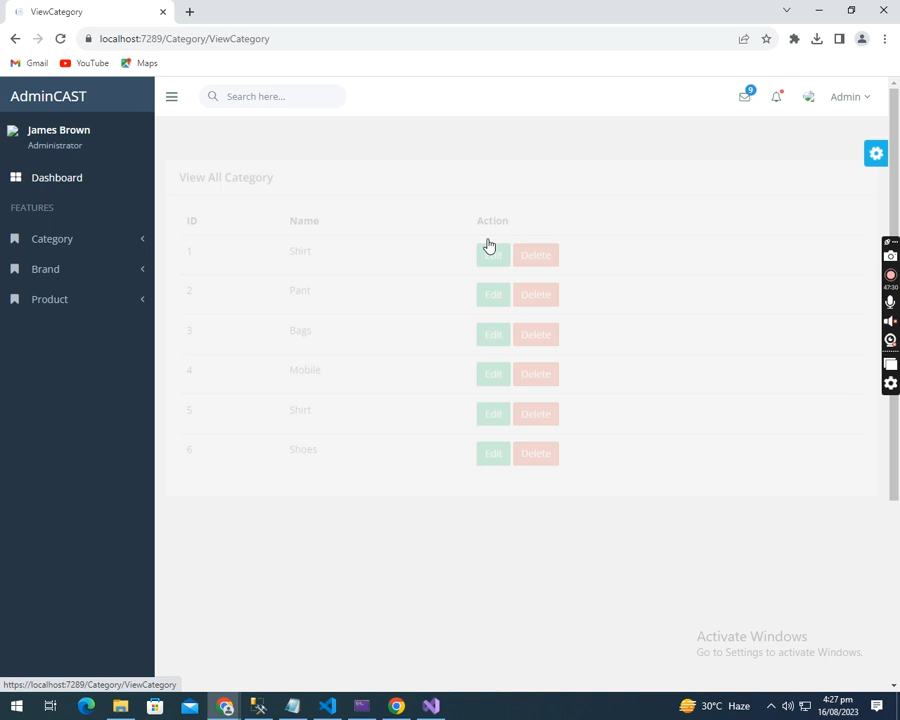 ViewCategory
localhost:7289/Category/ViewCategory
Gmail YouTube Maps
AdminCAST
Search here...
9
Admin
James Brown
Administrator
Dashboard
FEATURES
Category
Brand
Product
View All Category
ID Name Action
1 Shirt Edit Delete
2 Pant Edit Delete
3 Bags Edit Delete
4 Mobile Edit Delete
5 Shirt Edit Delete
6 Shoes Edit Delete
47:30
Activate Windows
Go to Settings to activate Windows.
https://localhost:7289/Category/ViewCategory
30°C Haze
4:27 pm
16/08/2023